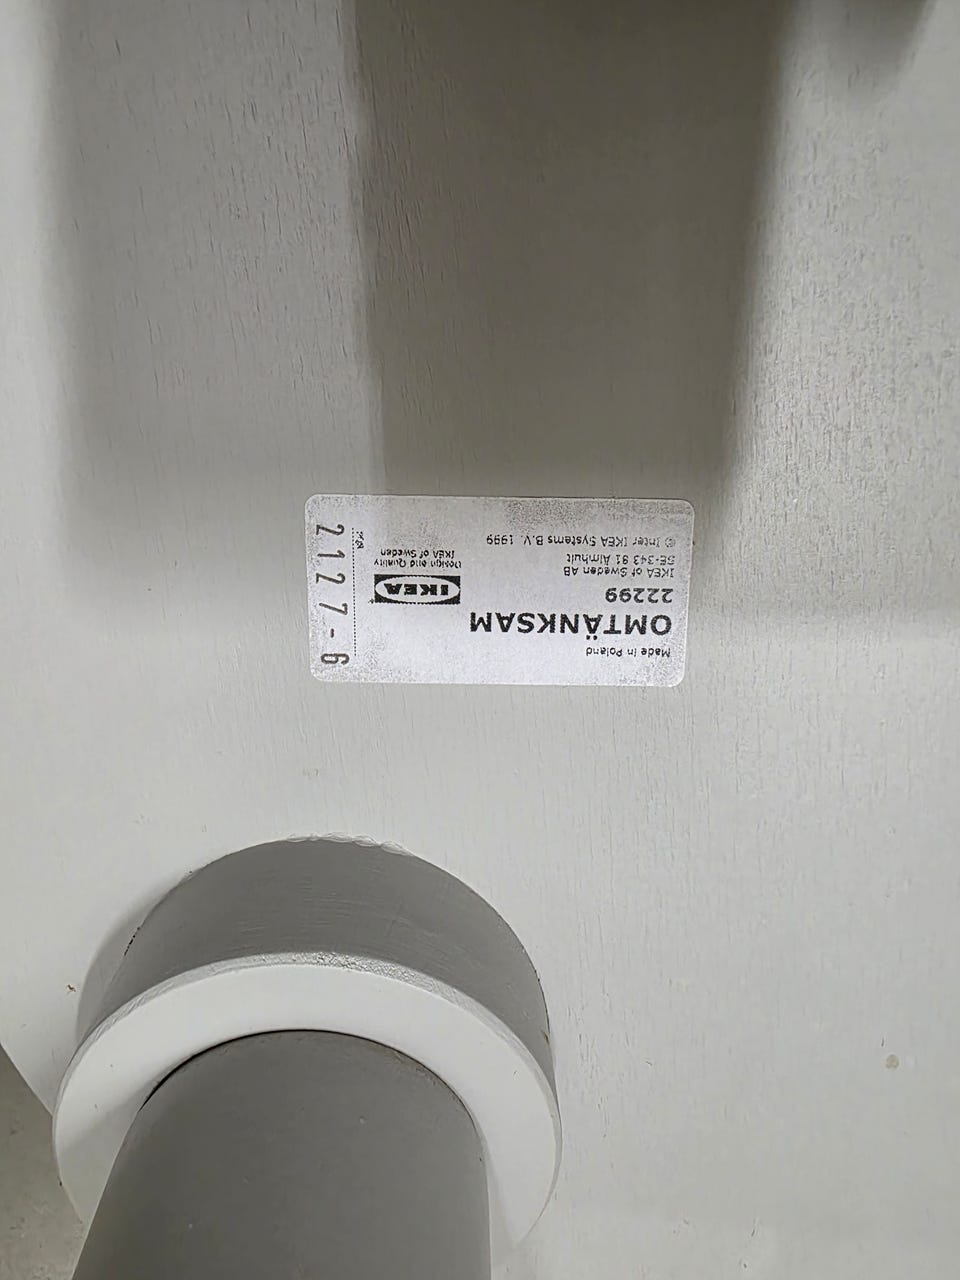 Made in Poland
OMTÄNKSAM
22299
IKEA of Sweden AB
SE-343 81 Älmhult
© Inter IKEA Systems B.V. 1999
IKEA
Design and Quality
IKEA of Sweden
2127-6